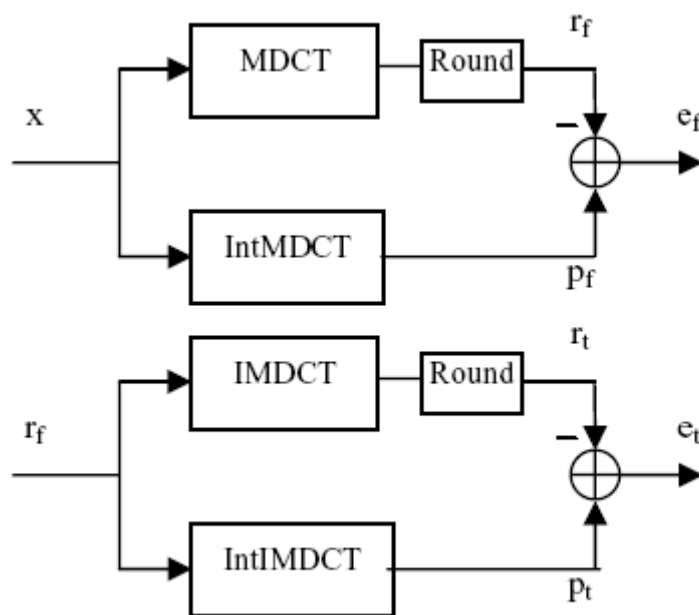 r_f
MDCT
Round
x
−
e_f
IntMDCT
p_f
r_t
IMDCT
Round
r_f
−
e_t
IntIMDCT
p_t